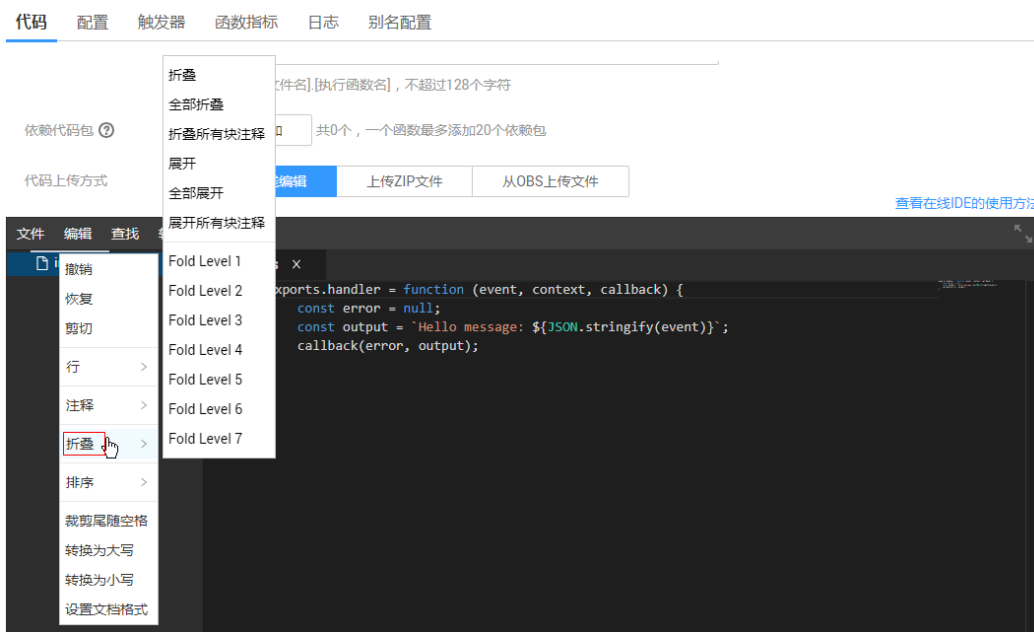 代码 配置 触发器 函数指标 日志 别名配置
文件名].[执行函数名]，不超过128个字符
依赖代码包
共0个，一个函数最多添加20个依赖包
代码上传方式
编辑 上传ZIP文件 从OBS上传文件
查看在线IDE的使用方法
文件 编辑 查找
撤销
恢复
剪切
行
注释
折叠
排序
裁剪尾随空格
转换为大写
转换为小写
设置文档格式
折叠
全部折叠
折叠所有块注释
展开
全部展开
展开所有块注释
Fold Level 1
Fold Level 2
Fold Level 3
Fold Level 4
Fold Level 5
Fold Level 6
Fold Level 7
xports.handler = function (event, context, callback) {
const error = null;
const output = `Hello message: ${JSON.stringify(event)}`;
callback(error, output);